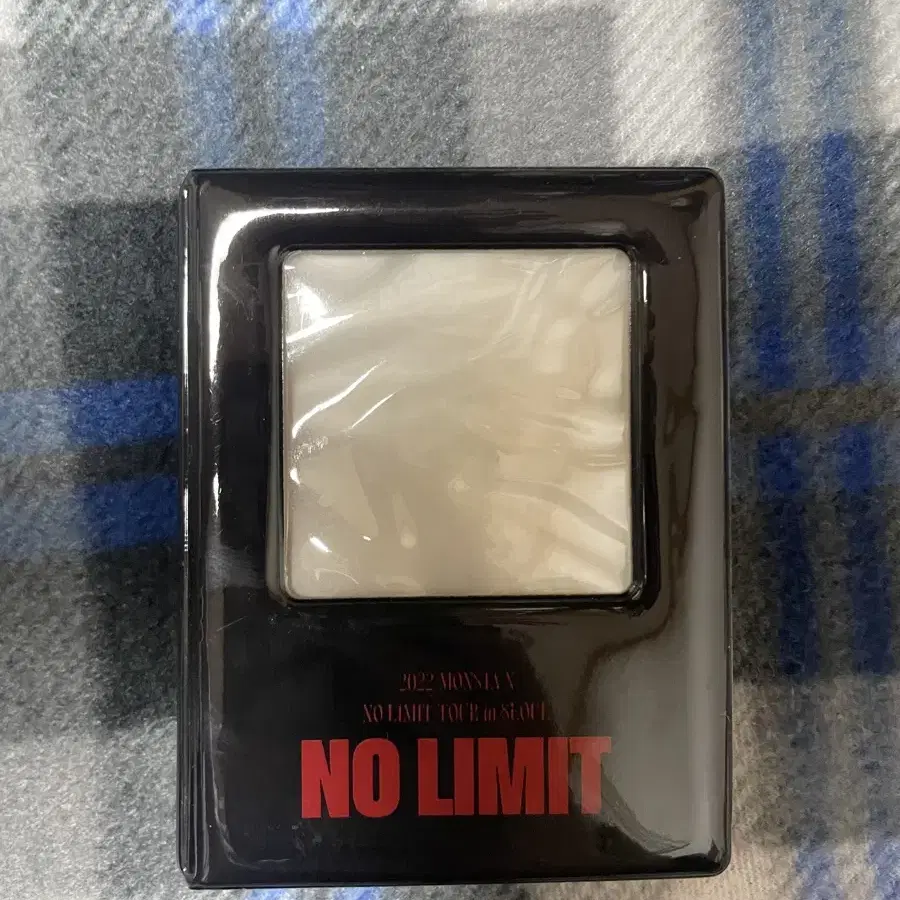 2022 MONSTA X
NO LIMIT TOUR in SEOUL
NO LIMIT